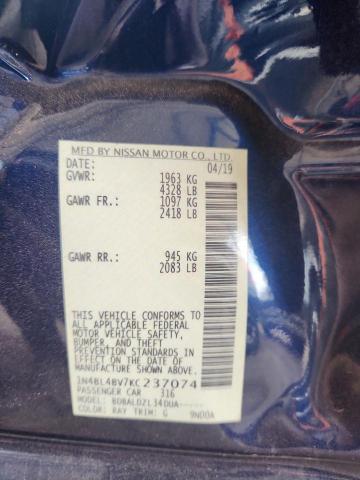 MFD BY NISSAN MOTOR CO., LTD.
DATE: 04/19
GVWR: 1963 KG
4328 LB
GAWR FR.: 1097 KG
2418 LB
GAWR RR.: 945 KG
2083 LB
THIS VEHICLE CONFORMS TO
ALL APPLICABLE FEDERAL
MOTOR VEHICLE SAFETY,
BUMPER, AND THEFT
PREVENTION STANDARDS IN
EFFECT ON THE DATE OF
MANUFACTURE SHOWN ABOVE.
1N4BL4BV7KC237074
PASSENGER CAR 316
MODEL: BDBALDZL34DUA-----
COLOR: RAY TRIM: G 9N00A